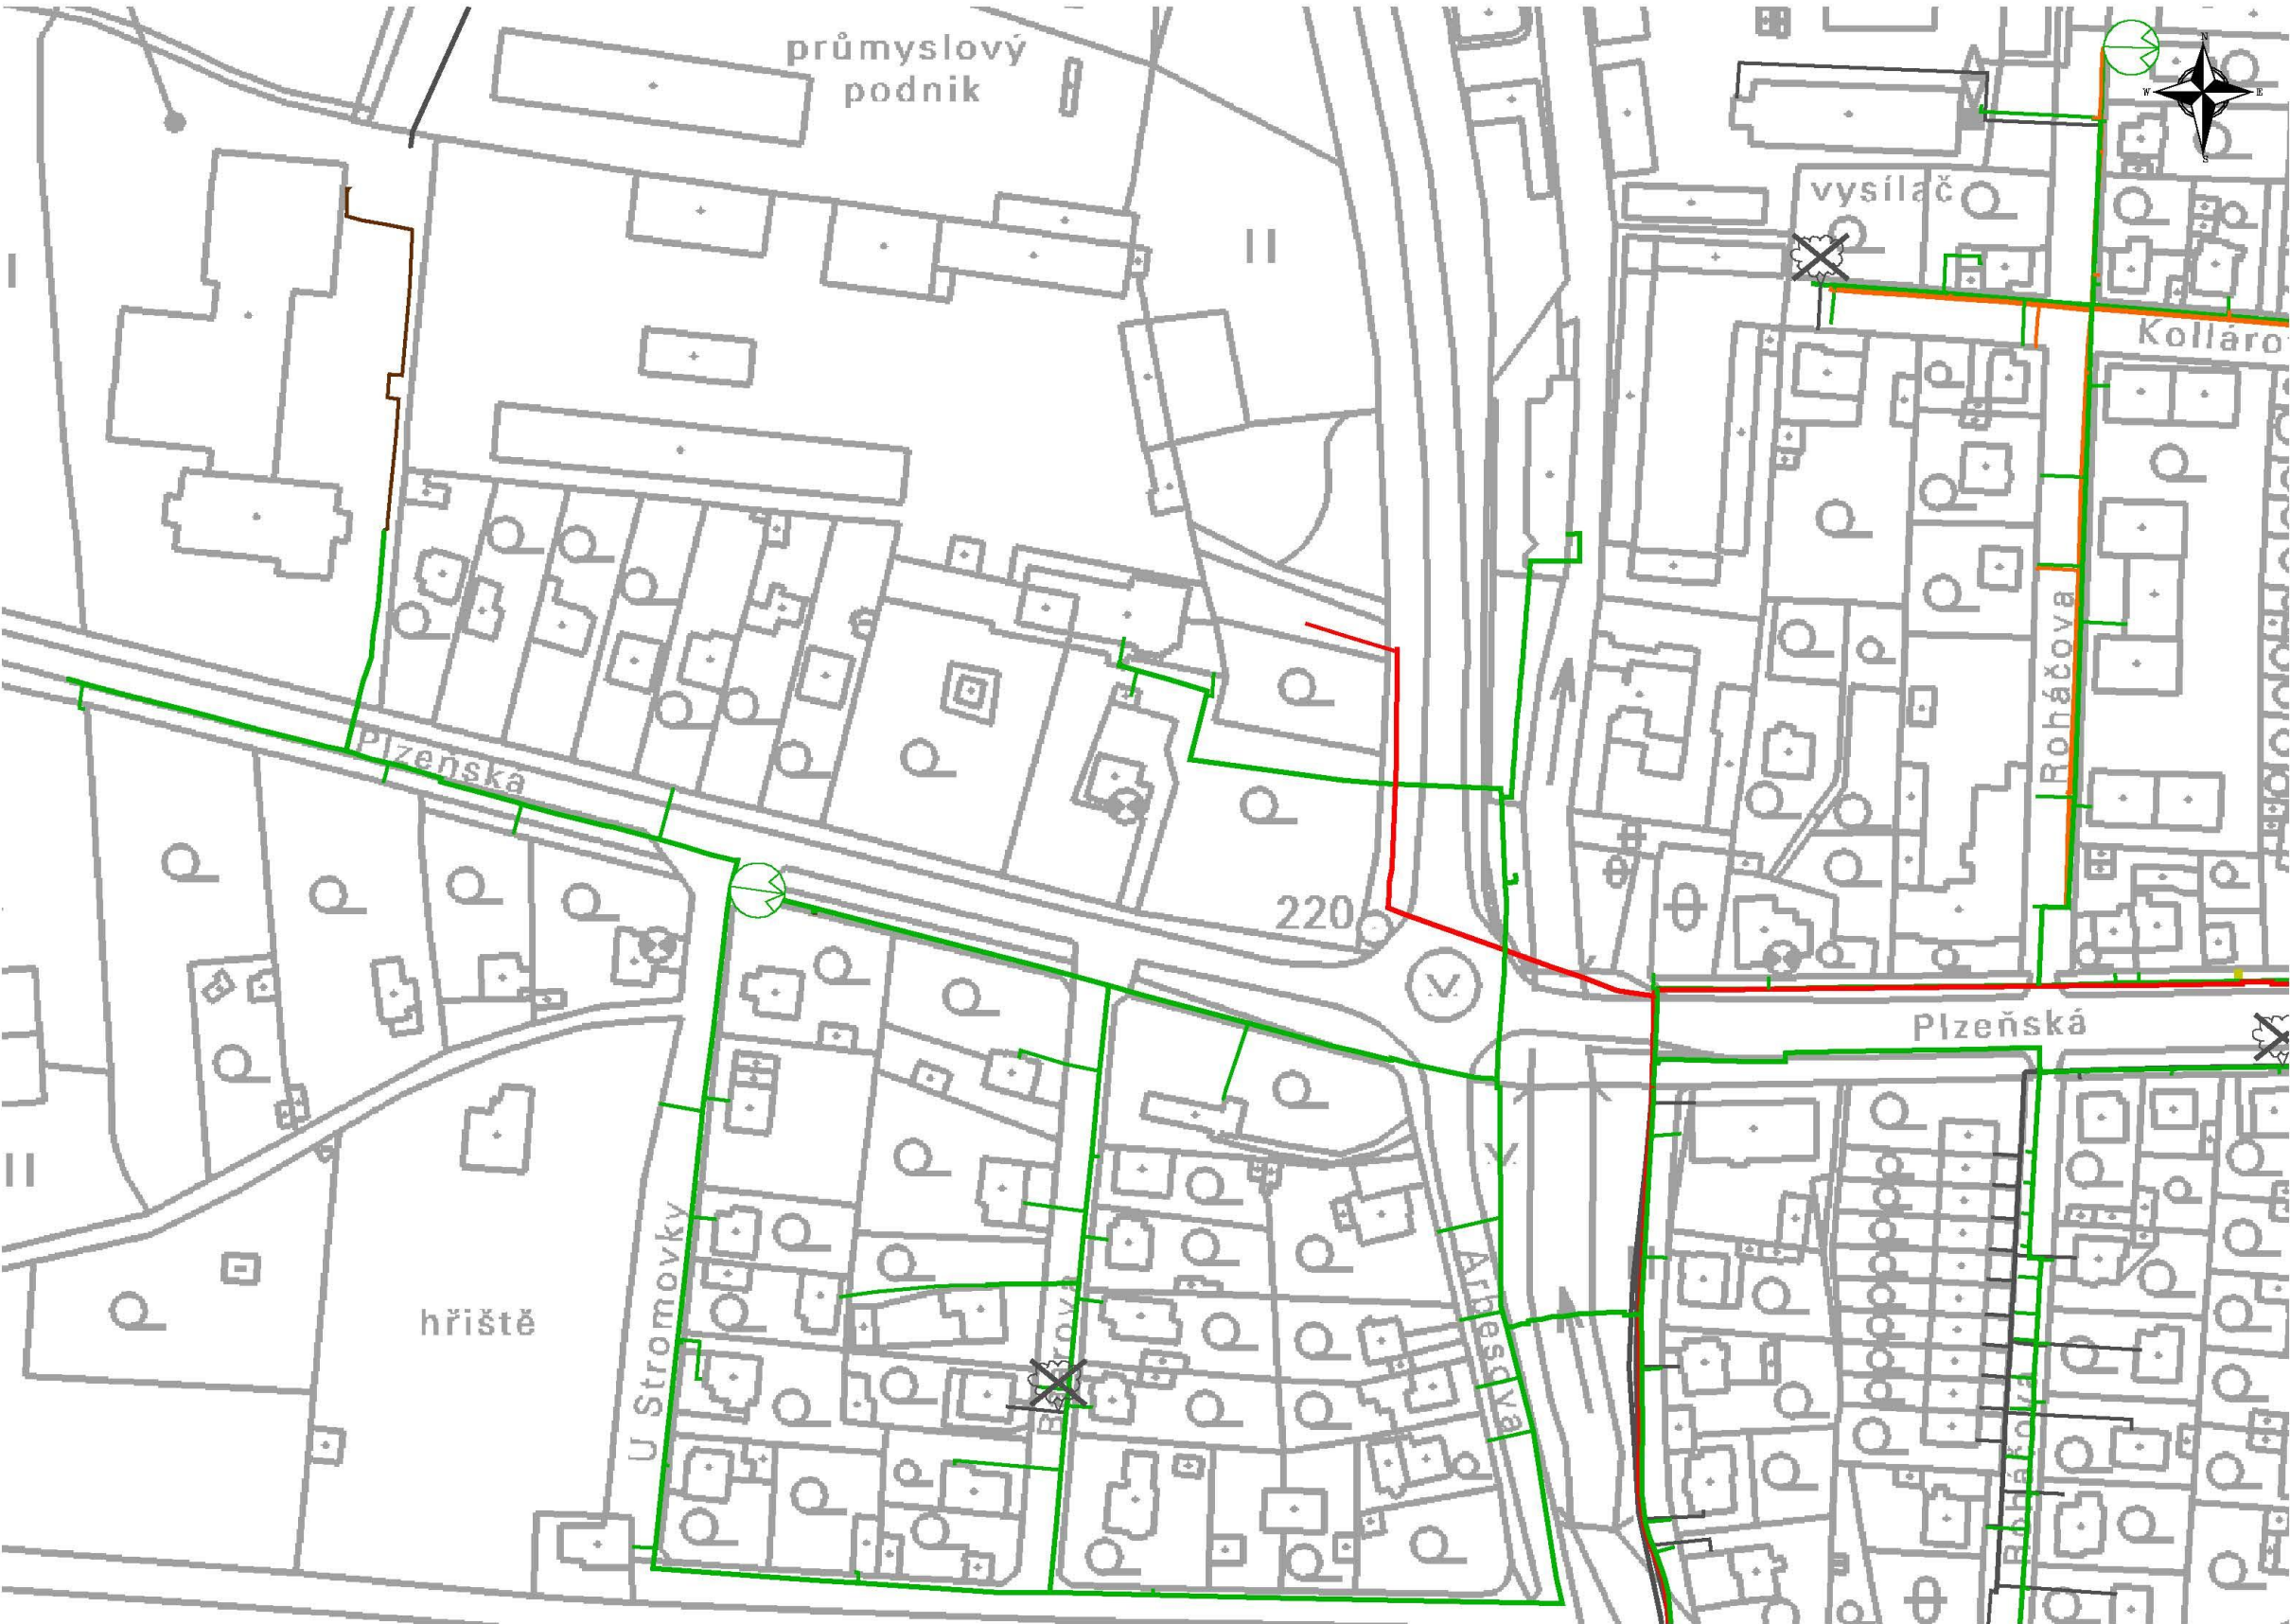 průmyslový
podnik
N
W
E
S
vysílač
II
I
Kolláro
Roháčova
Plzeňská
220
Plzeňská
II
U Stromovky
Arbesova
hřiště
Roháčova